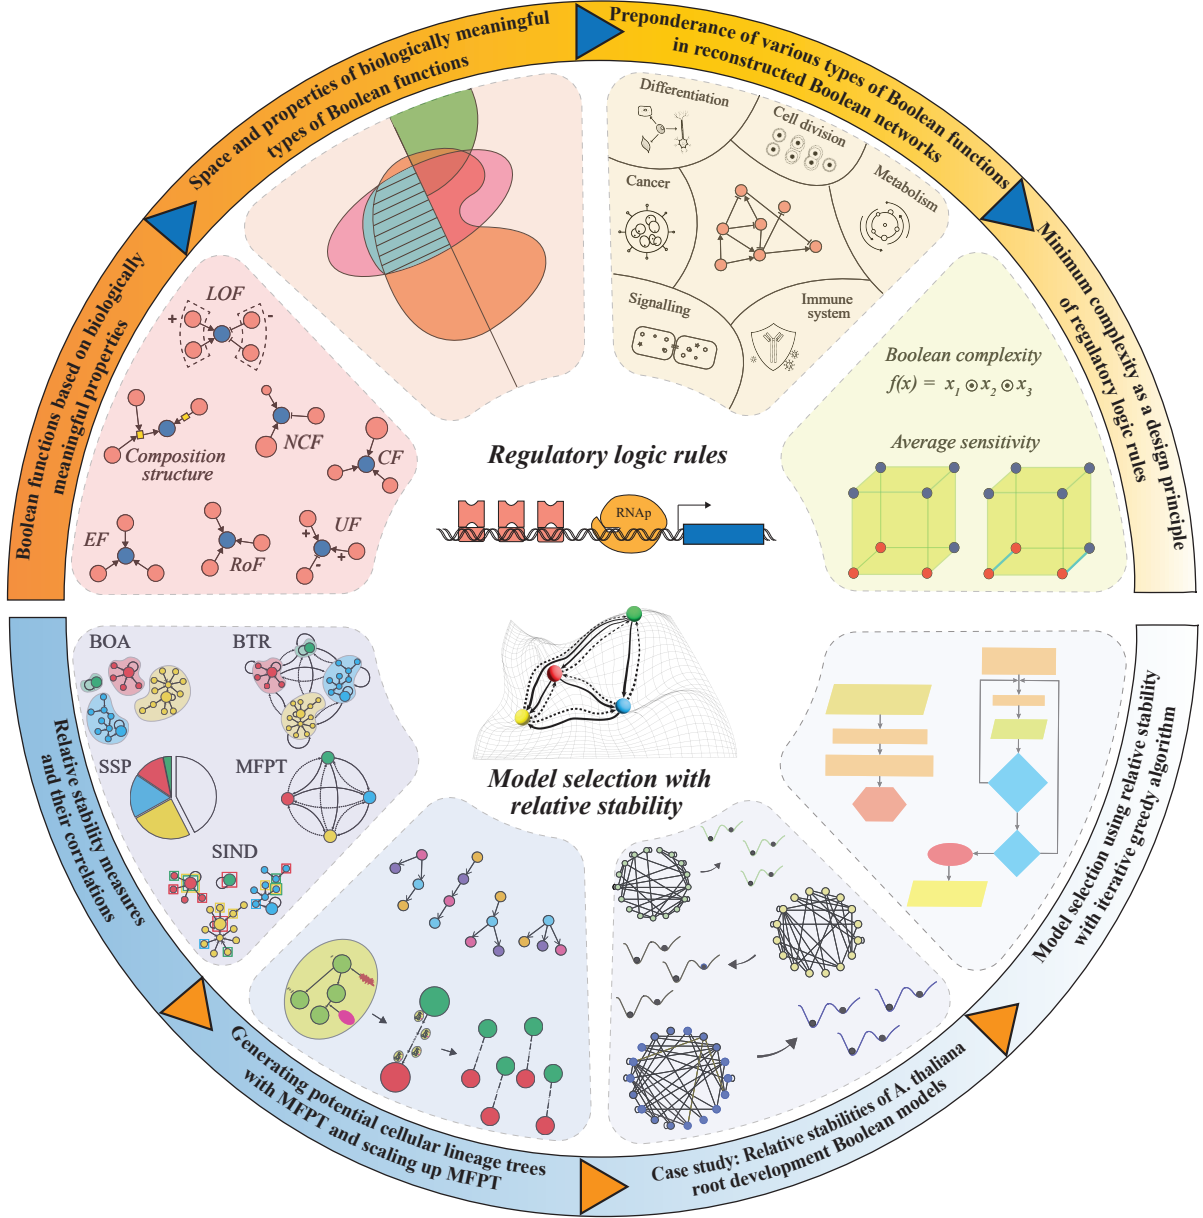 Space and properties of biologically meaningful
types of Boolean functions
Preponderance of various types of Boolean functions
in reconstructed Boolean networks
Boolean functions based on biologically
meaningful properties
Minimum complexity as a design principle
of regulatory logic rules
LOF
+
-
Composition
structure
NCF
CF
EF
RoF
UF
+
+
-
Differentiation
Cell division
Cancer
Metabolism
Signalling
Immune
system
Boolean complexity
f(x) = x1 ⊙ x2 ⊙ x3
Average sensitivity
Regulatory logic rules
RNAp
Model selection with
relative stability
BOA
BTR
SSP
MFPT
SIND
Relative stability measures
and their correlations
Generating potential cellular lineage trees
with MFPT and scaling up MFPT
Case study: Relative stabilities of A. thaliana
root development Boolean models
Model selection using relative stability
with iterative greedy algorithm